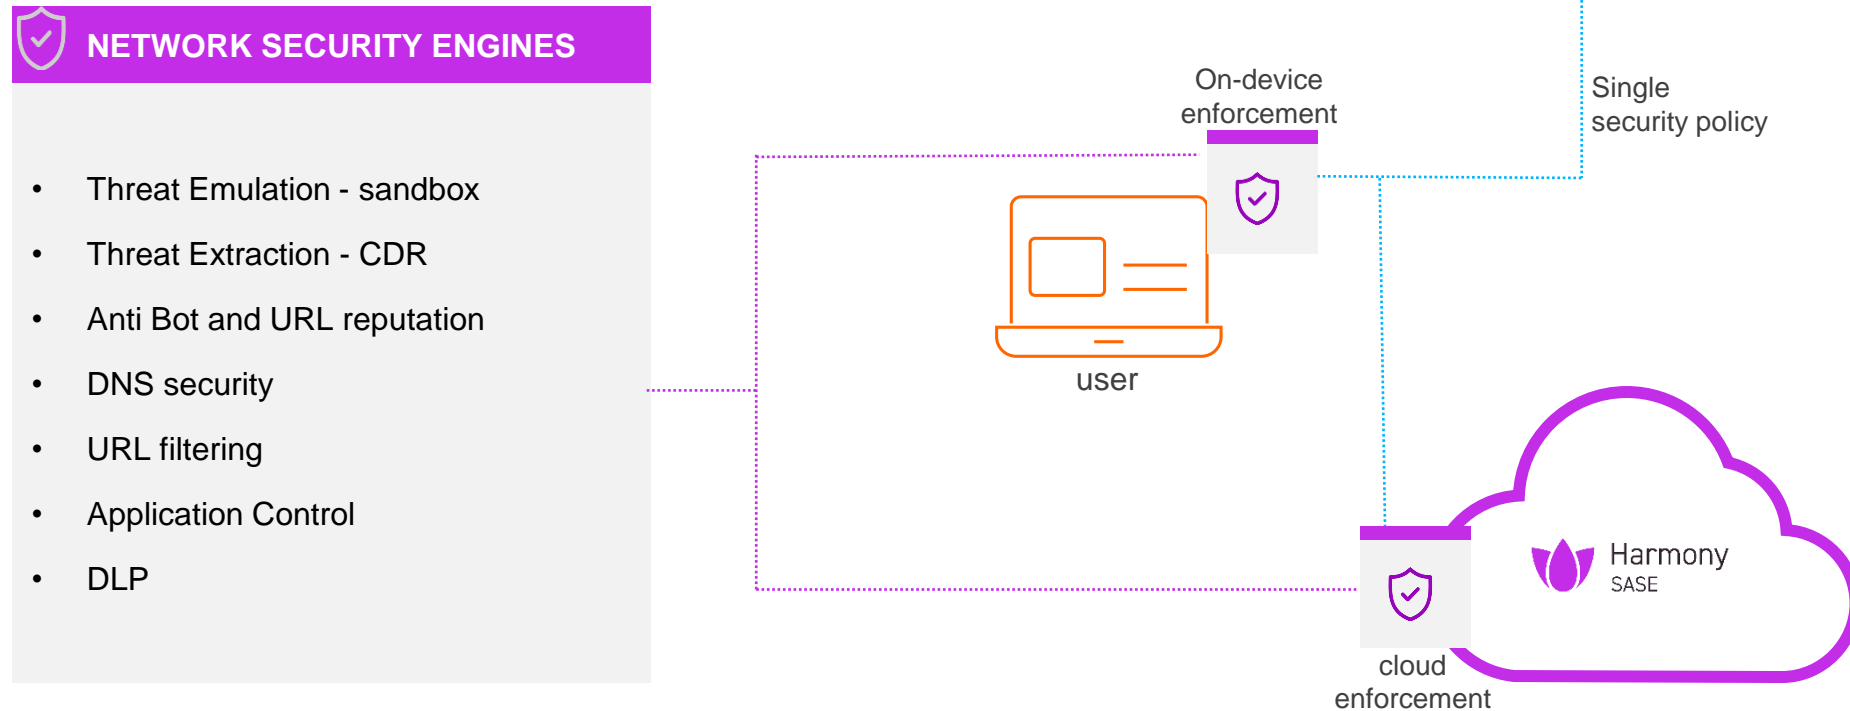 NETWORK SECURITY ENGINES
• Threat Emulation - sandbox
• Threat Extraction - CDR
• Anti Bot and URL reputation
• DNS security
• URL filtering
• Application Control
• DLP
On-device
enforcement
Single
security policy
user
Harmony
SASE
cloud
enforcement